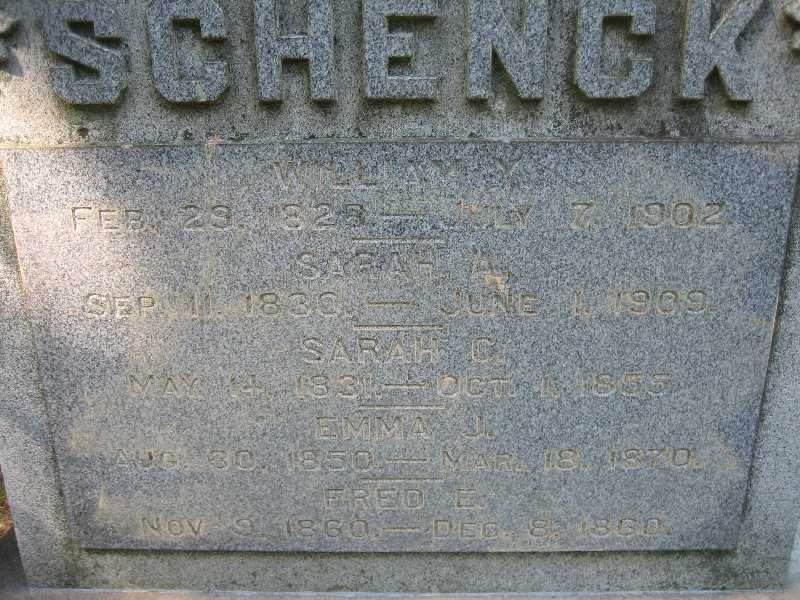 SCHENCK
WILLIAM Y.
FEB. 29. 1828 — JULY 7, 1902.
SARAH A.
SEP. 11. 1830. — JUNE 1, 1909.
SARAH C.
MAY 14, 1831. — OCT. 1, 1855.
EMMA J.
AUG. 30, 1850. — MAR. 18, 1870.
FRED E.
NOV. 9, 1860. — DEC. 8, 1860.